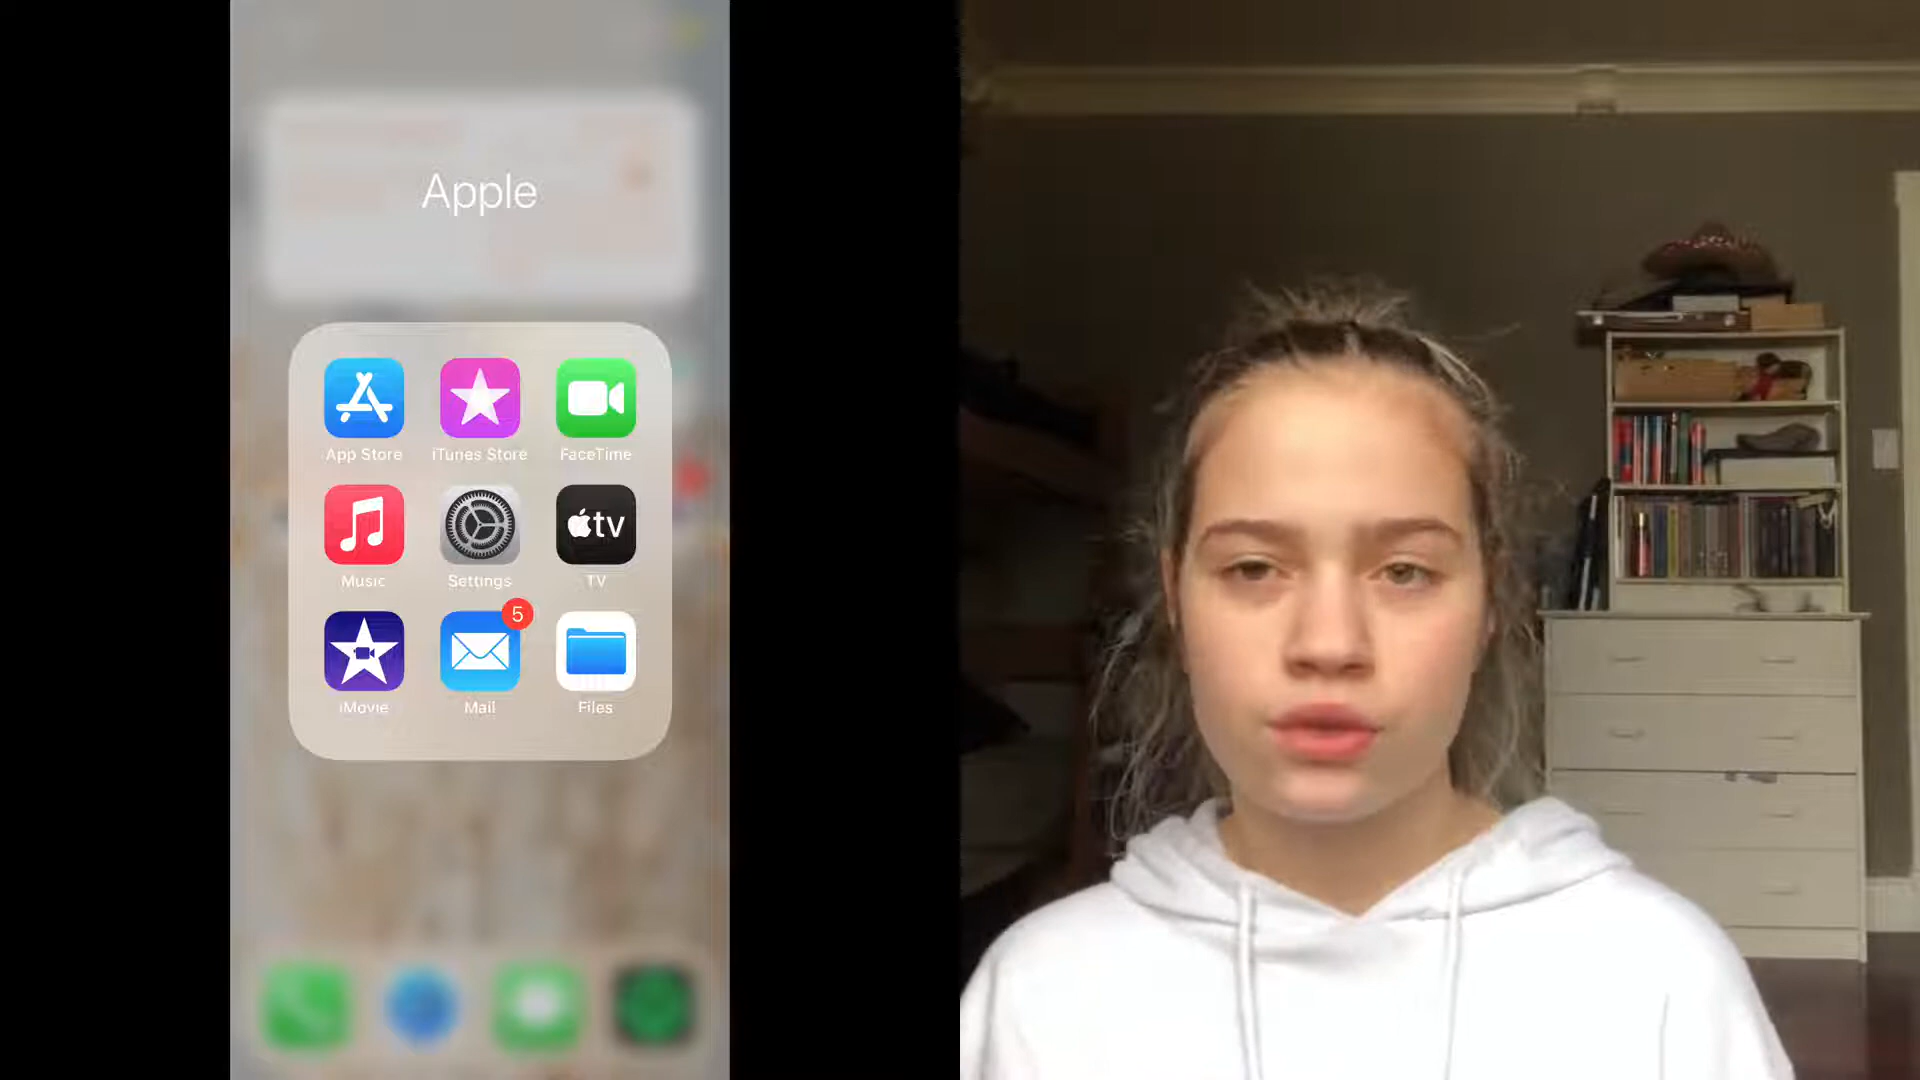 Apple
App Store iTunes Store FaceTime
tv
Music Settings TV
5
iMovie Mail Files